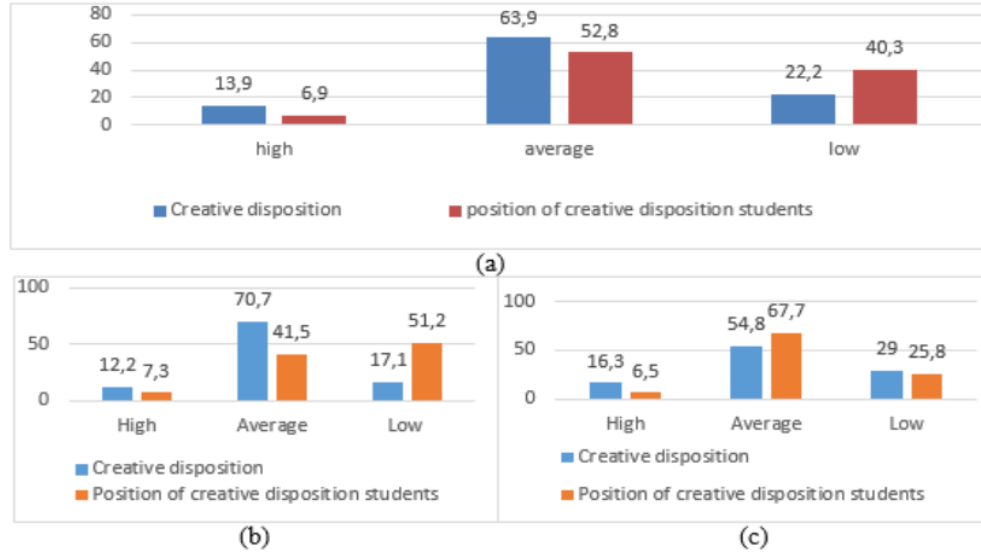 80
60
40
20
0
13,9
6,9
63,9
52,8
22,2
40,3
high
average
low
Creative disposition
position of creative disposition students
(a)
100
50
0
12,2
7,3
70,7
41,5
17,1
51,2
High
Average
Low
Creative disposition
Position of creative disposition students
(b)
100
50
0
16,3
6,5
54,8
67,7
29
25,8
High
Average
Low
Creative disposition
Position of creative disposition students
(c)